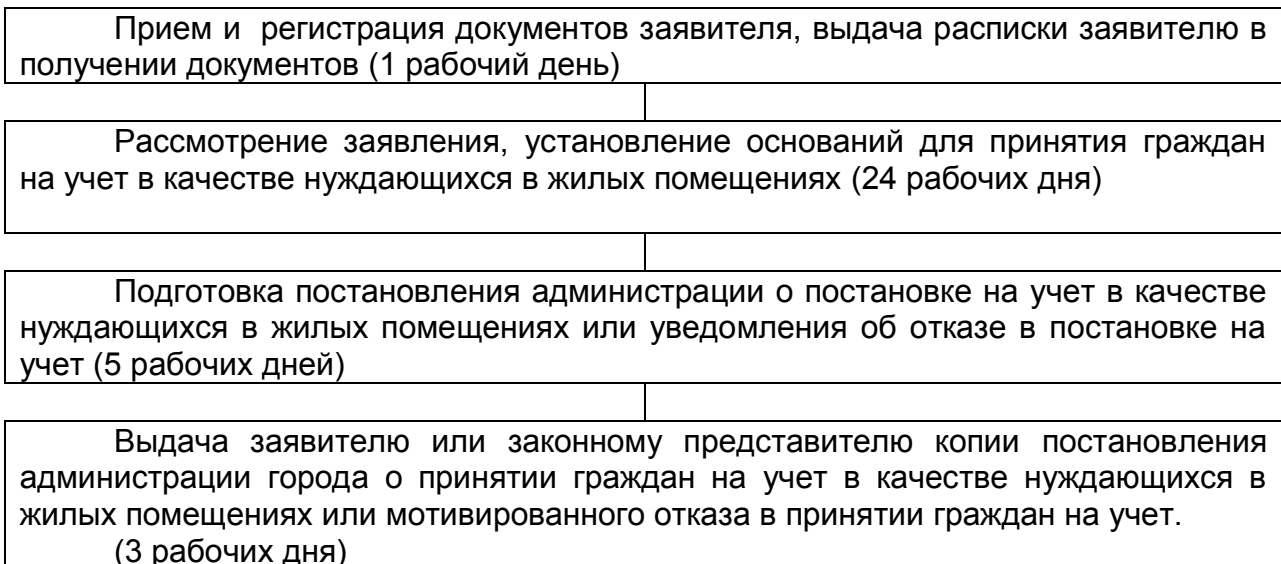 Прием и регистрация документов заявителя, выдача расписки заявителю в
получении документов (1 рабочий день)
Рассмотрение заявления, установление оснований для принятия граждан
на учет в качестве нуждающихся в жилых помещениях (24 рабочих дня)
Подготовка постановления администрации о постановке на учет в качестве
нуждающихся в жилых помещениях или уведомления об отказе в постановке на
учет (5 рабочих дней)
Выдача заявителю или законному представителю копии постановления
администрации города о принятии граждан на учет в качестве нуждающихся в
жилых помещениях или мотивированного отказа в принятии граждан на учет.
(3 рабочих дня)